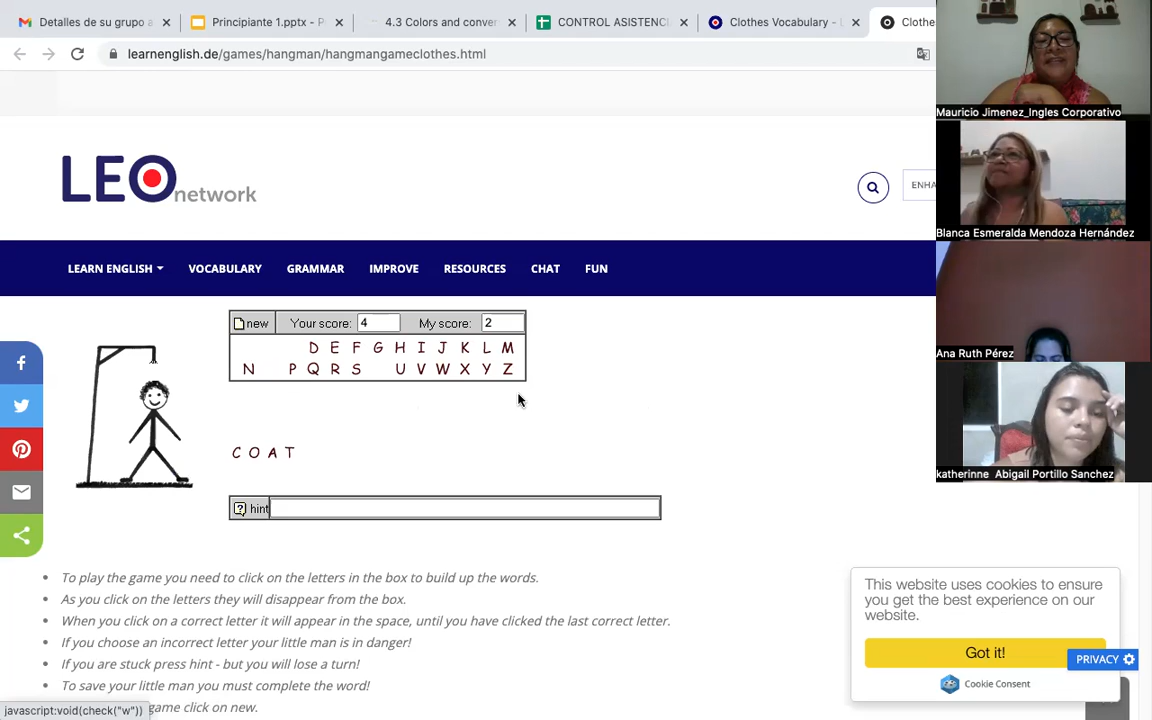 Detalles de su grupo a
Principiante 1.pptx - P
4.3 Colors and conver
CONTROL ASISTENCI
Clothes Vocabulary - L
Clothe
learnenglish.de/games/hangman/hangmangameclothes.html
Mauricio Jimenez_Ingles Corporativo
Blanca Esmeralda Mendoza Hernández
Ana Ruth Pérez
katherinne Abigail Portillo Sanchez
LEO network
ENHA
LEARN ENGLISH VOCABULARY GRAMMAR IMPROVE RESOURCES CHAT FUN
new Your score: 4 My score: 2
D E F G H I J K L M
N P Q R S U V W X Y Z
C O A T
? hint
To play the game you need to click on the letters in the box to build up the words.
As you click on the letters they will disappear from the box.
When you click on a correct letter it will appear in the space, until you have clicked the last correct letter.
If you choose an incorrect letter your little man is in danger!
If you are stuck press hint - but you will lose a turn!
To save your little man you must complete the word!
game click on new.
This website uses cookies to ensure
you get the best experience on our
website.
Got it!
PRIVACY
Cookie Consent
javascript:void(check("w"))